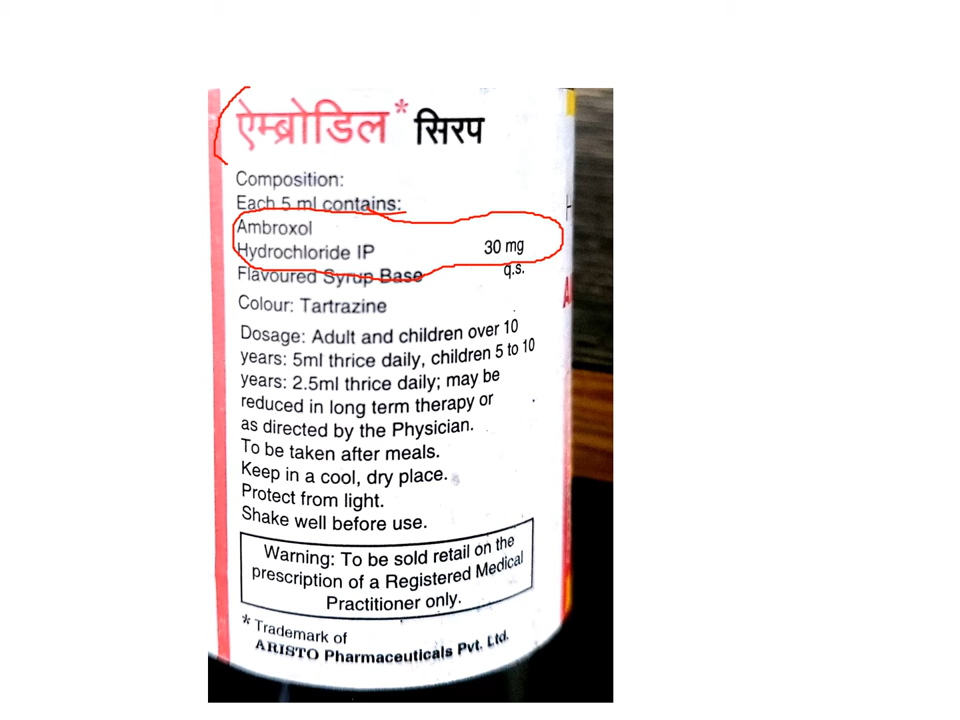 ऐम्ब्रोडिल* सिरप
Composition:
Each 5 ml contains:
Ambroxol
Hydrochloride IP 30 mg
Flavoured Syrup Base q.s.
Colour: Tartrazine
Dosage: Adult and children over 10
years: 5ml thrice daily, children 5 to 10
years: 2.5ml thrice daily; may be
reduced in long term therapy or
as directed by the Physician.
To be taken after meals.
Keep in a cool, dry place.
Protect from light.
Shake well before use.
Warning: To be sold retail on the
prescription of a Registered Medical
Practitioner only.
* Trademark of
ARISTO Pharmaceuticals Pvt. Ltd.